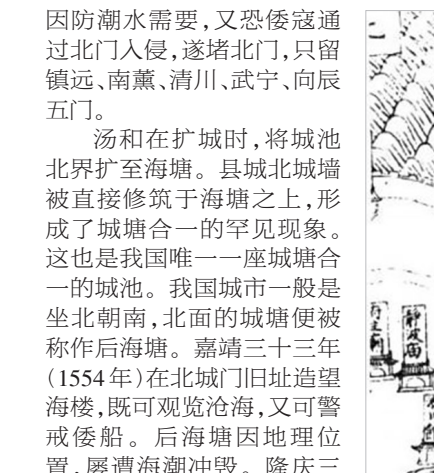 因防潮水需要，又恐倭寇通
过北门入侵，遂堵北门，只留
镇远、南薰、清川、武宁、向辰
五门。
汤和在扩城时，将城池
北界扩至海塘。县城北城墙
被直接修筑于海塘之上，形
成了城塘合一的罕见现象。
这也是我国唯一一座城塘合
一的城池。我国城市一般是
坐北朝南，北面的城塘便被
称作后海塘。嘉靖三十三年
（1554年）在北城门旧址造望
海楼，既可观览沧海，又可警
戒倭船。后海塘因地理位
置，屡遭海潮冲毁。隆庆三
静波庙